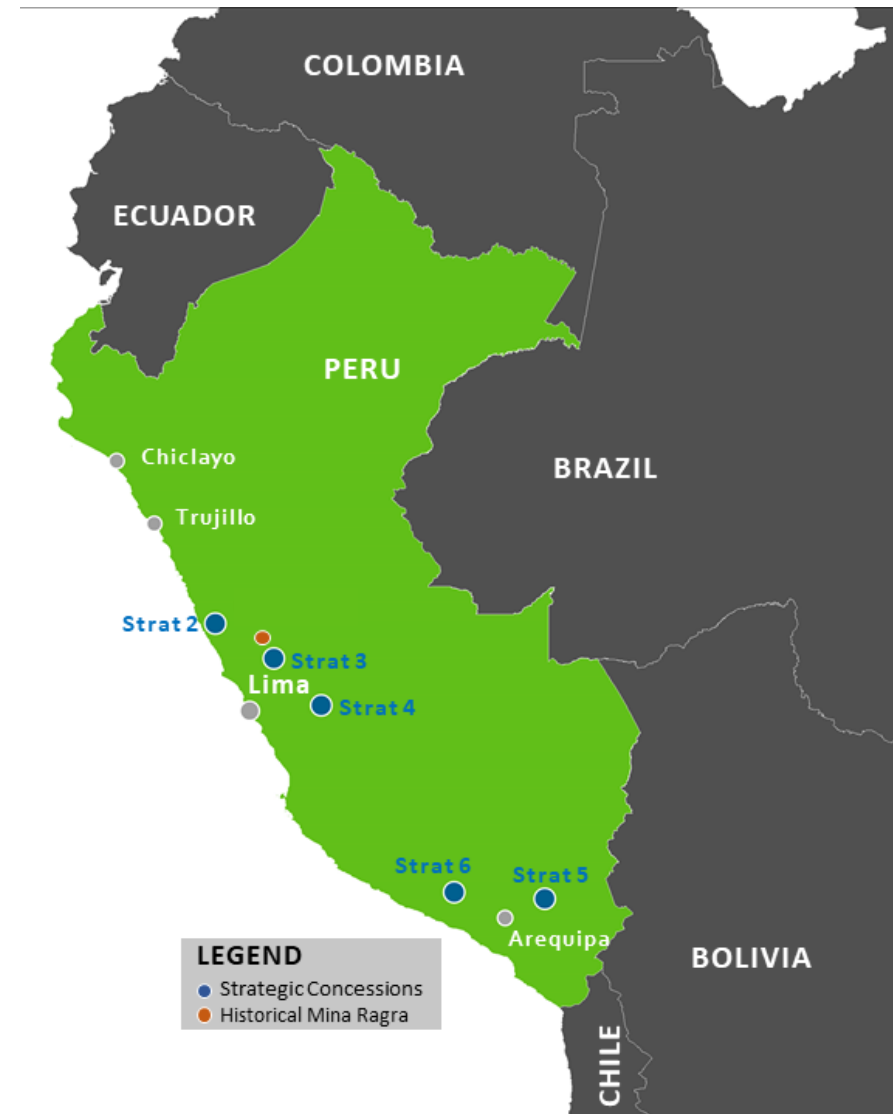 COLOMBIA
ECUADOR
PERU
Chiclayo
BRAZIL
Trujillo
Strat 2
Strat 3
Lima
Strat 4
Strat 6
Strat 5
Arequipa
BOLIVIA
LEGEND
Strategic Concessions
Historical Mina Ragra
CHILE